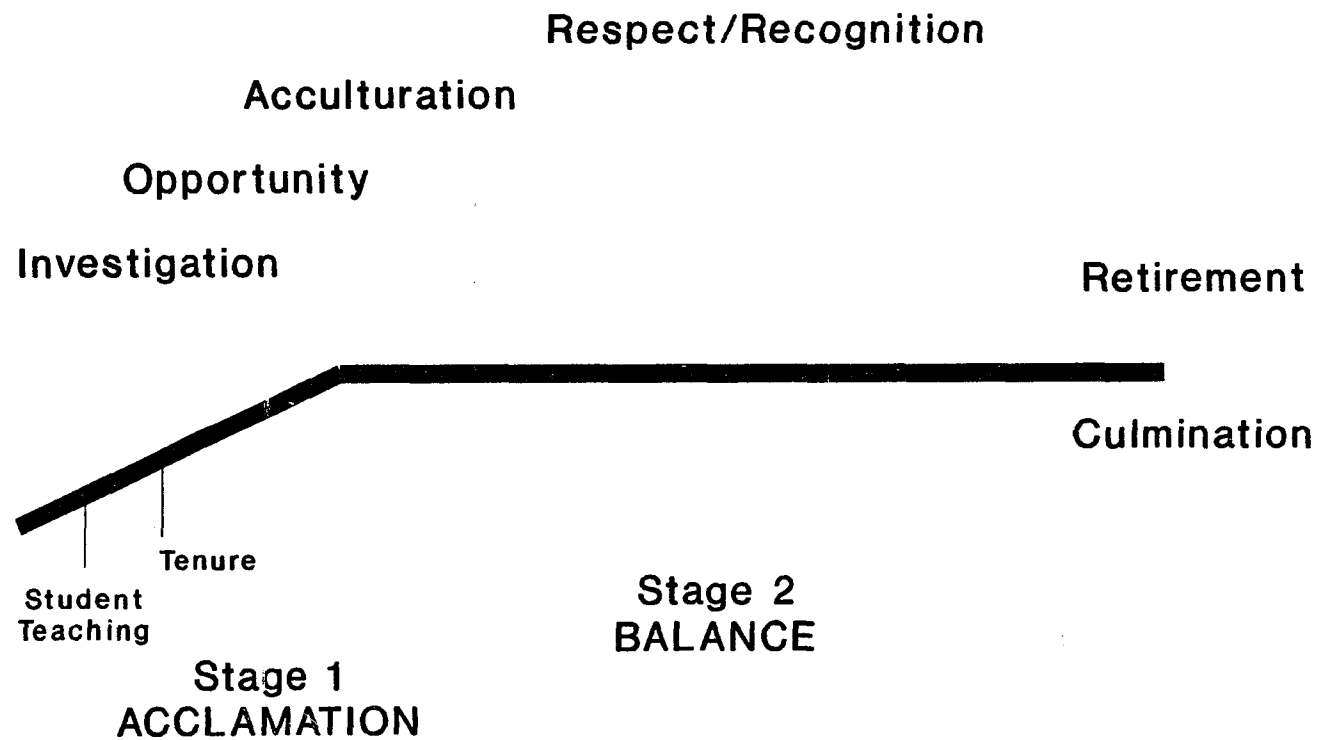 Respect/Recognition
Acculturation
Opportunity
Investigation
Retirement
Culmination
Tenure
Student
Teaching
Stage 2
BALANCE
Stage 1
ACCLAMATION